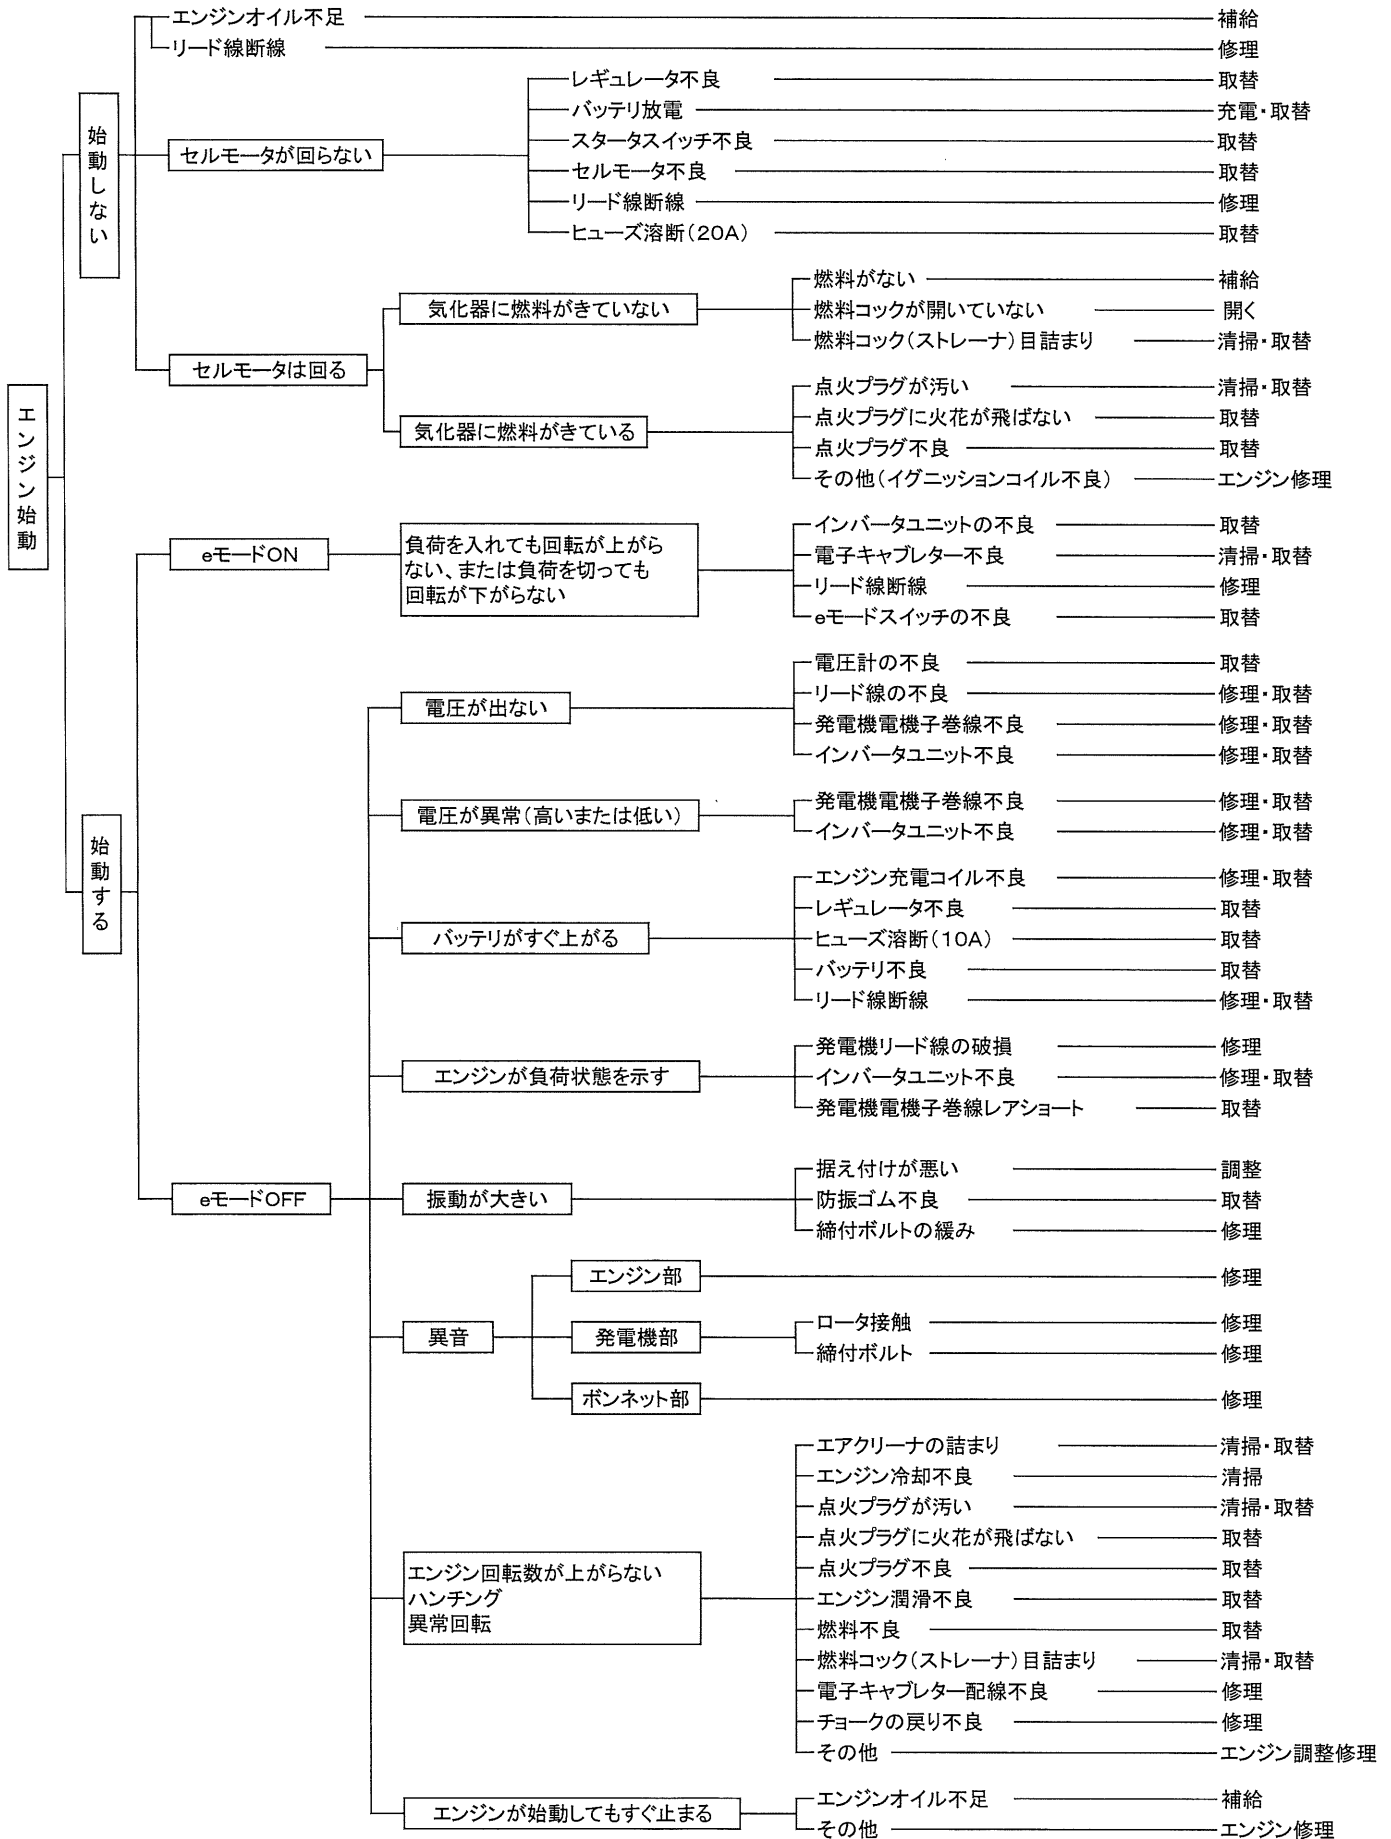 エンジンオイル不足 補給
リード線断線 修理
レギュレータ不良 取替
バッテリ放電 充電・取替
始動しない
スタータスイッチ不良 取替
セルモータが回らない
セルモータ不良 取替
リード線断線 修理
ヒューズ溶断(20A) 取替
燃料がない 補給
気化器に燃料がきていない
燃料コックが開いていない 開く
燃料コック(ストレーナ)目詰まり 清掃・取替
セルモータは回る
点火プラグが汚い 清掃・取替
点火プラグに火花が飛ばない 取替
気化器に燃料がきている
点火プラグ不良 取替
その他(イグニッションコイル不良) エンジン修理
エンジン始動
インバータユニットの不良 取替
eモードON
負荷を入れても回転が上がら
ない、または負荷を切っても
回転が下がらない
電子キャブレター不良 清掃・取替
リード線断線 修理
eモードスイッチの不良 取替
電圧計の不良 取替
リード線の不良 修理・取替
電圧が出ない
発電機電機子巻線不良 修理・取替
インバータユニット不良 修理・取替
発電機電機子巻線不良 修理・取替
電圧が異常(高いまたは低い)
インバータユニット不良 修理・取替
始動する
エンジン充電コイル不良 修理・取替
レギュレータ不良 取替
バッテリがすぐ上がる
ヒューズ溶断(10A) 取替
バッテリ不良 取替
リード線断線 修理・取替
発電機リード線の破損 修理
エンジンが負荷状態を示す
インバータユニット不良 修理・取替
発電機電機子巻線レアショート 取替
据え付けが悪い 調整
eモードOFF
振動が大きい
防振ゴム不良 取替
締付ボルトの緩み 修理
エンジン部 修理
異音
発電機部
ロータ接触 修理
締付ボルト 修理
ボンネット部 修理
エアクリーナの詰まり 清掃・取替
エンジン冷却不良 清掃
点火プラグが汚い 清掃・取替
点火プラグに火花が飛ばない 取替
エンジン回転数が上がらない
ハンチング
異常回転
点火プラグ不良 取替
エンジン潤滑不良 取替
燃料不良 取替
燃料コック(ストレーナ)目詰まり 清掃・取替
電子キャブレター配線不良 修理
チョークの戻り不良 修理
その他 エンジン調整修理
エンジンが始動してもすぐ止まる
エンジンオイル不足 補給
その他 エンジン修理